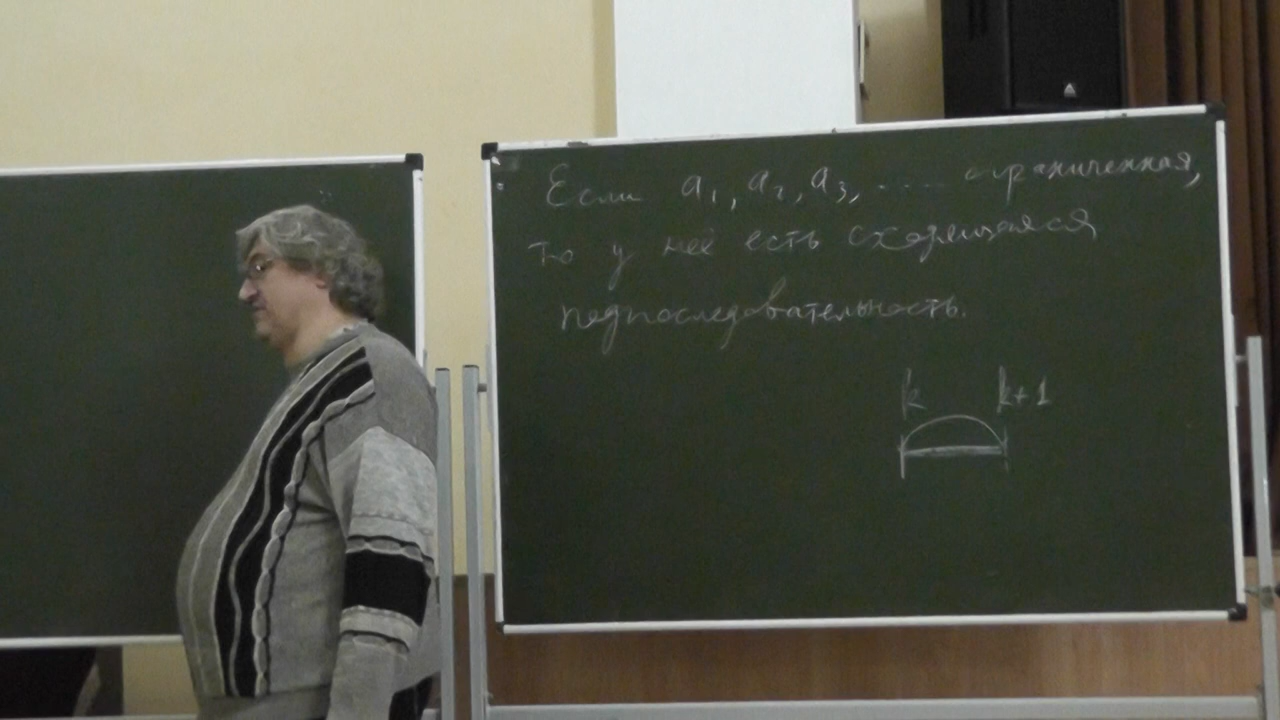 Если a₁, a₂, a₃, .... ограниченная,
то у неё есть сходящаяся
подпоследовательность.
k k+1